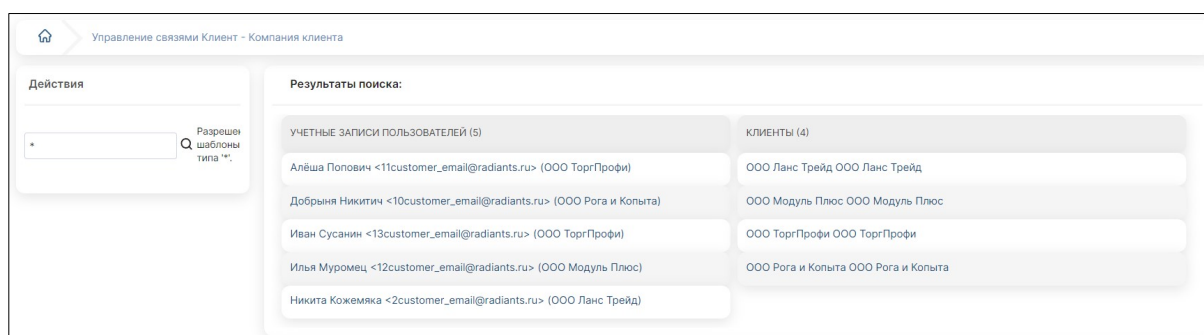 Управление связями Клиент - Компания клиента
Действия
*
шаблоны
типа '*'.
Результаты поиска:
УЧЕТНЫЕ ЗАПИСИ ПОЛЬЗОВАТЕЛЕЙ (5)
КЛИЕНТЫ (4)
Алёша Попович <11customer_email@radiants.ru> (ООО ТоргПрофи)
ООО Ланс Трейд ООО Ланс Трейд
Добрыня Никитич <10customer_email@radiants.ru> (ООО Рога и Копыта)
ООО Модуль Плюс ООО Модуль Плюс
Иван Сусанин <13customer_email@radiants.ru> (ООО ТоргПрофи)
ООО ТоргПрофи ООО ТоргПрофи
Илья Муромец <12customer_email@radiants.ru> (ООО Модуль Плюс)
ООО Рога и Копыта ООО Рога и Копыта
Никита Кожемяка <2customer_email@radiants.ru> (ООО Ланс Трейд)